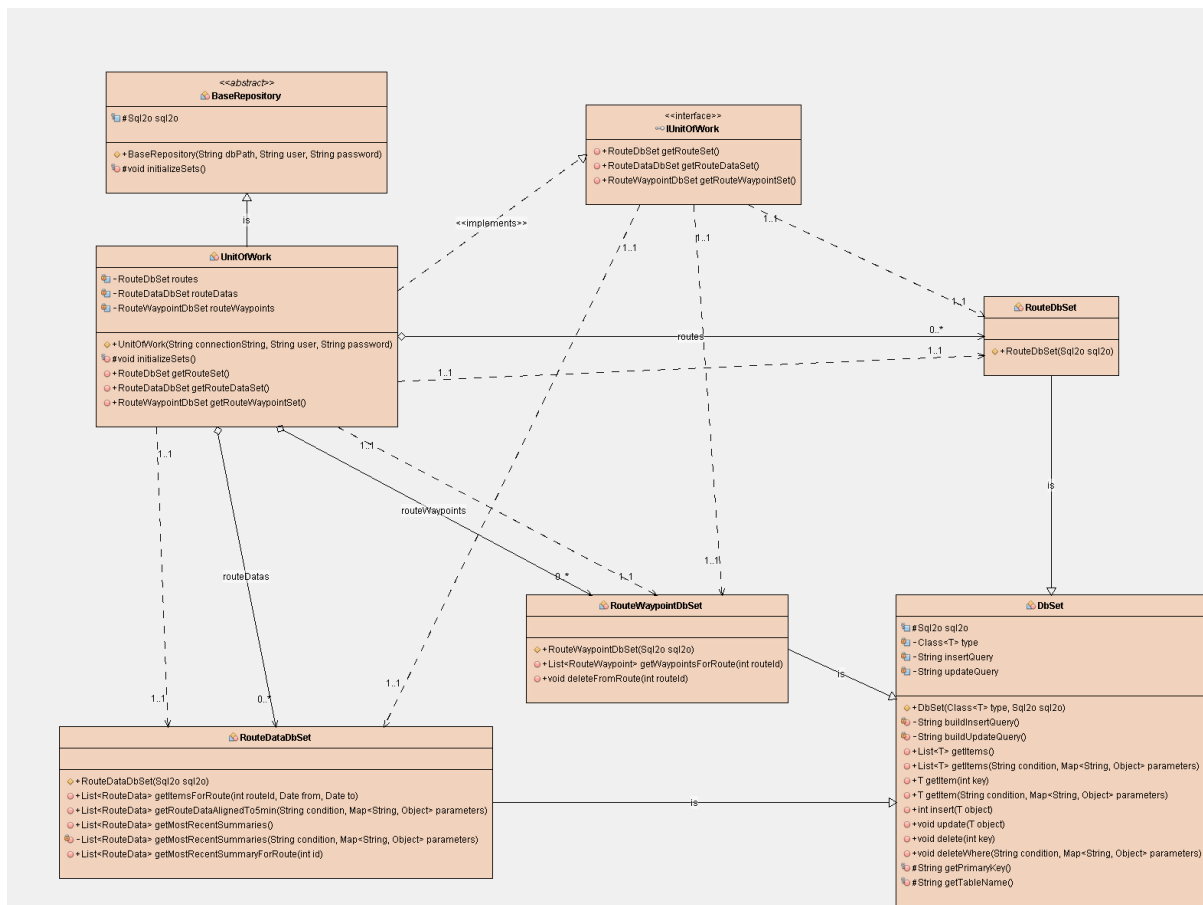 <<abstract>>
BaseRepository
#Sql2o sql2o
+BaseRepository(String dbPath, String user, String password)
#void initializeSets()
<<interface>>
IUnitOfWork
+RouteDbSet getRouteSet()
+RouteDataDbSet getRouteDataSet()
+RouteWaypointDbSet getRouteWaypointSet()
is
<<implements>>
1..1
1..1
1..1
UnitOfWork
-RouteDbSet routes
-RouteDataDbSet routeDatas
-RouteWaypointDbSet routeWaypoints
+UnitOfWork(String connectionString, String user, String password)
#void initializeSets()
+RouteDbSet getRouteSet()
+RouteDataDbSet getRouteDataSet()
+RouteWaypointDbSet getRouteWaypointSet()
1..1
RouteDbSet
+RouteDbSet(Sql2o sql2o)
routes
0..*
1..1
1..1
1..1
1..1
is
routeWaypoints
routeDatas
0..*
1..1
1..1
RouteWaypointDbSet
+RouteWaypointDbSet(Sql2o sql2o)
+List<RouteWaypoint> getWaypointsForRoute(int routeId)
+void deleteFromRoute(int routeId)
is
1..1
0..*
1..1
RouteDataDbSet
+RouteDataDbSet(Sql2o sql2o)
+List<RouteData> getItemsForRoute(int routeId, Date from, Date to)
+List<RouteData> getRouteDataAlignedTo5min(String condition, Map<String, Object> parameters)
+List<RouteData> getMostRecentSummaries()
-List<RouteData> getMostRecentSummaries(String condition, Map<String, Object> parameters)
+List<RouteData> getMostRecentSummaryForRoute(int id)
is
DbSet
#Sql2o sql2o
-Class<T> type
-String insertQuery
-String updateQuery
+DbSet(Class<T> type, Sql2o sql2o)
-String buildInsertQuery()
-String buildUpdateQuery()
+List<T> getItems()
+List<T> getItems(String condition, Map<String, Object> parameters)
+T getItem(int key)
+T getItem(String condition, Map<String, Object> parameters)
+int insert(T object)
+void update(T object)
+void delete(int key)
+void deleteWhere(String condition, Map<String, Object> parameters)
#String getPrimaryKey()
#String getTableName()